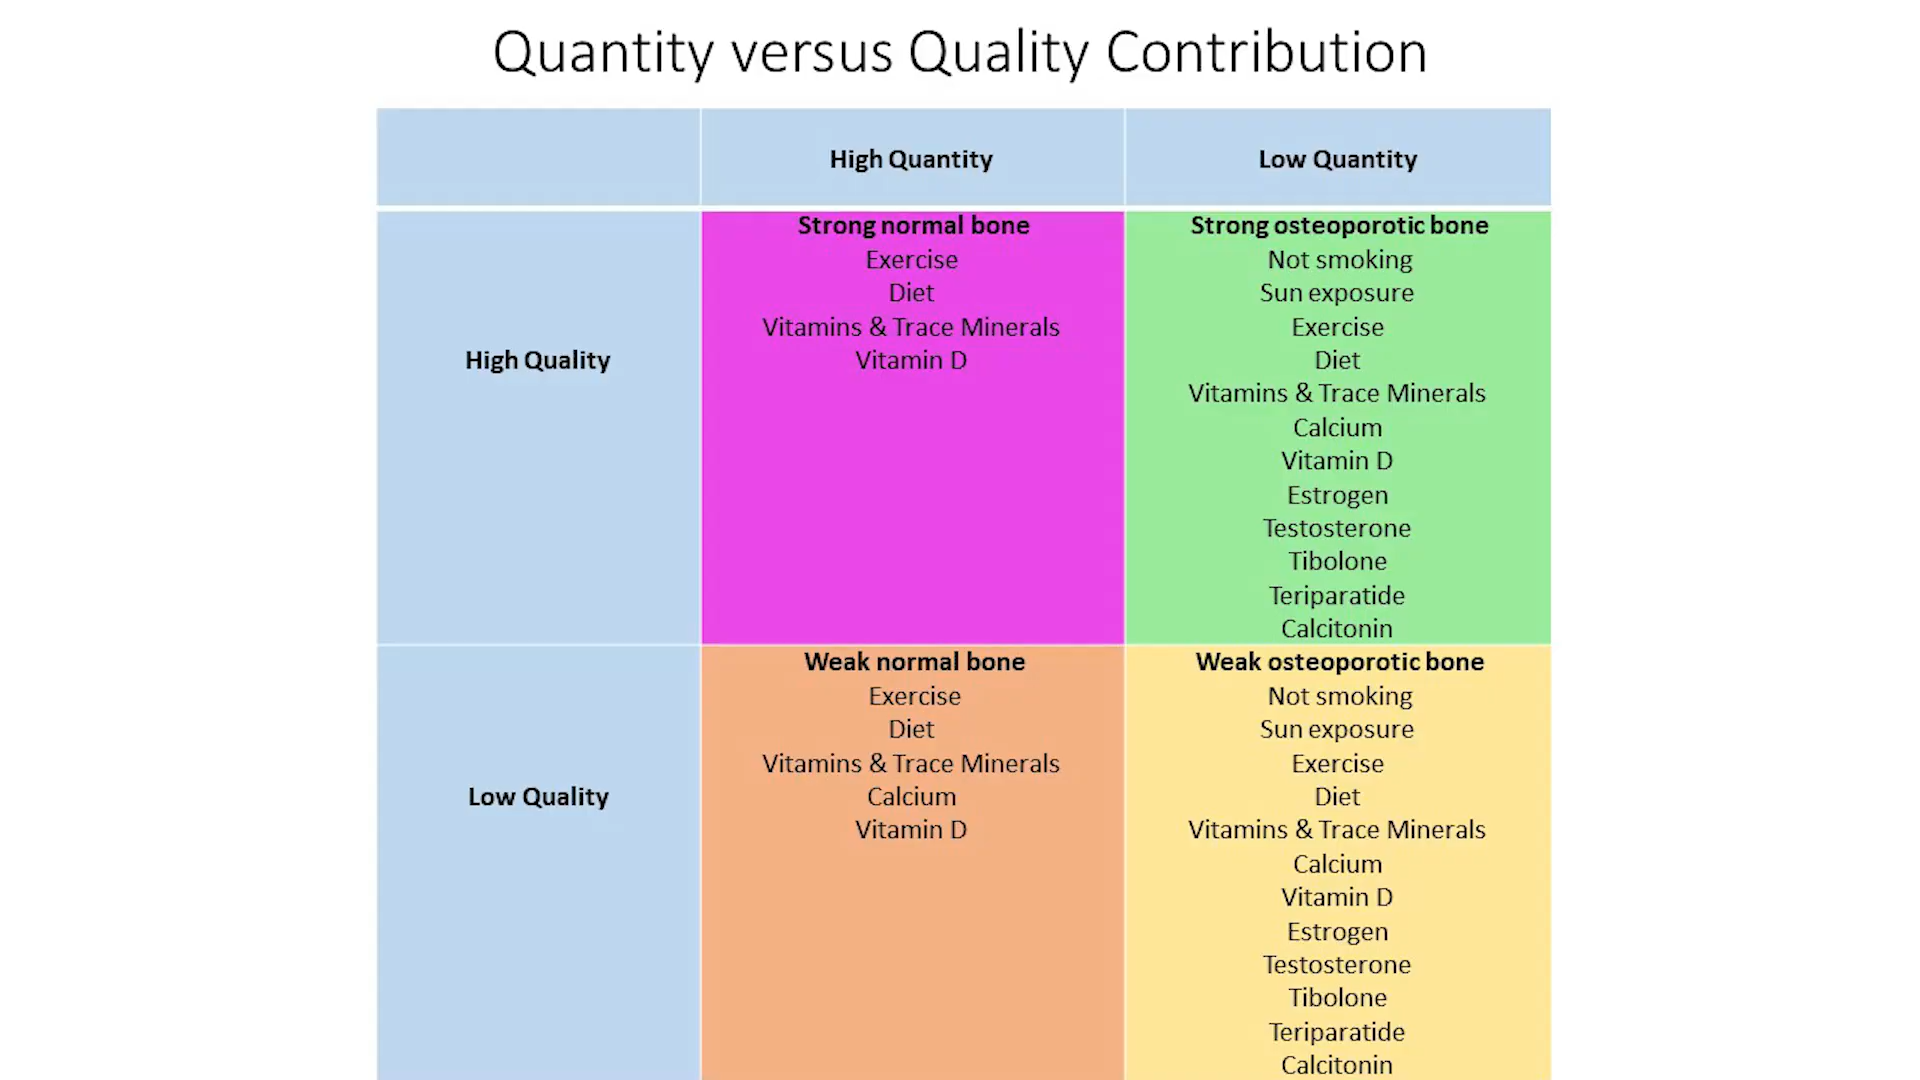 Quantity versus Quality Contribution
High Quantity
Low Quantity
High Quality
Strong normal bone
Exercise
Diet
Vitamins & Trace Minerals
Vitamin D
Strong osteoporotic bone
Not smoking
Sun exposure
Exercise
Diet
Vitamins & Trace Minerals
Calcium
Vitamin D
Estrogen
Testosterone
Tibolone
Teriparatide
Calcitonin
Low Quality
Weak normal bone
Exercise
Diet
Vitamins & Trace Minerals
Calcium
Vitamin D
Weak osteoporotic bone
Not smoking
Sun exposure
Exercise
Diet
Vitamins & Trace Minerals
Calcium
Vitamin D
Estrogen
Testosterone
Tibolone
Teriparatide
Calcitonin